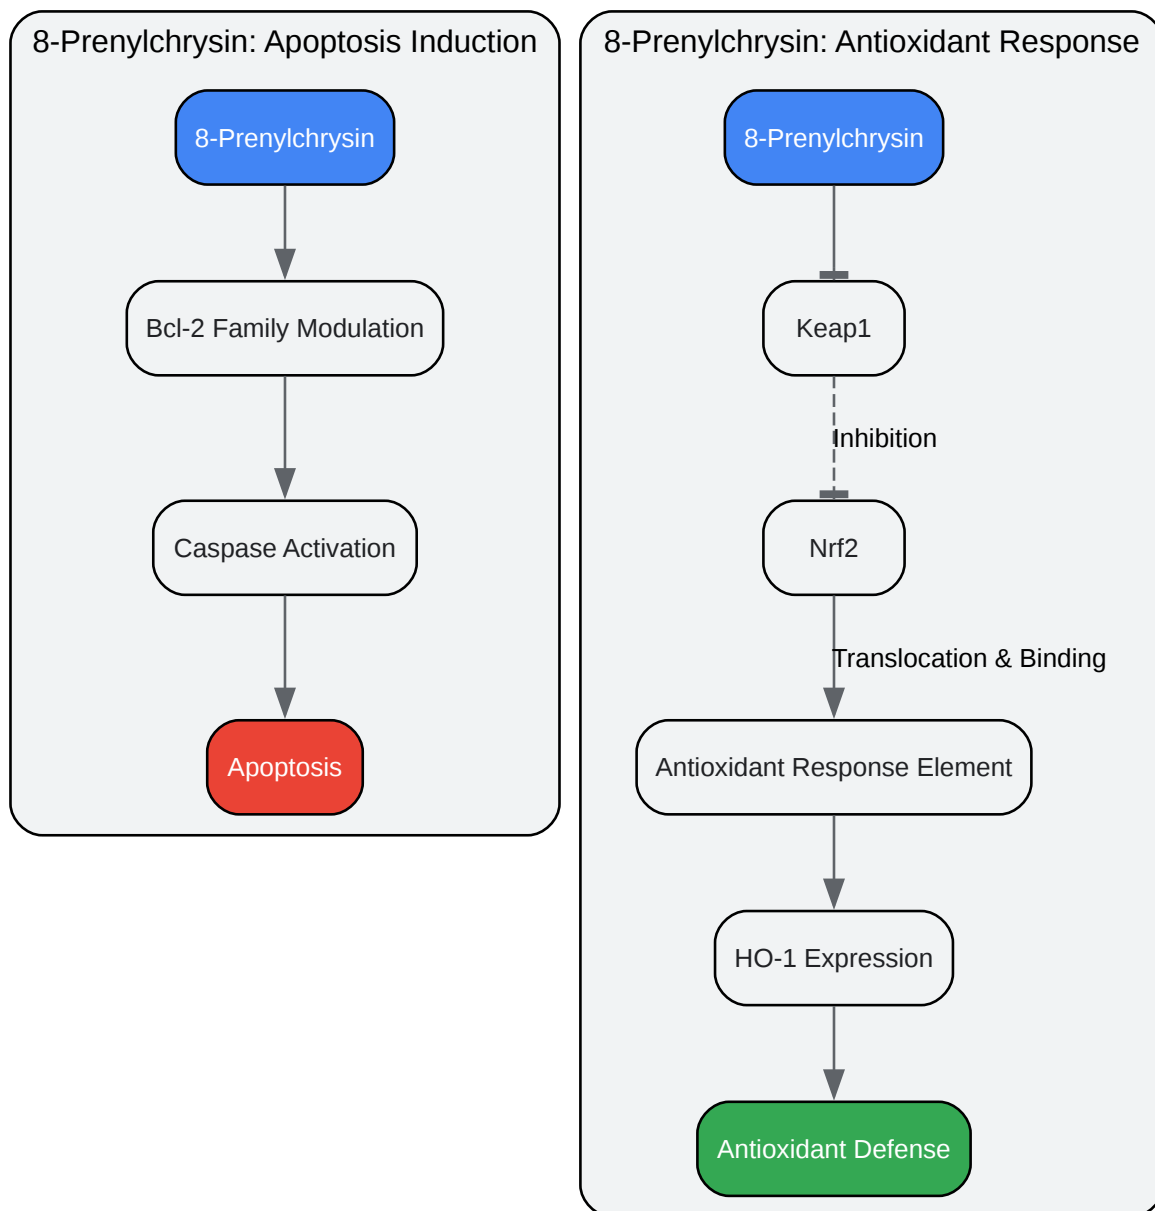 8-Prenylchrysin: Apoptosis Induction
8-Prenylchrysin
Bcl-2 Family Modulation
Caspase Activation
Apoptosis
8-Prenylchrysin: Antioxidant Response
8-Prenylchrysin
Keap1
Inhibition
Nrf2
Translocation & Binding
Antioxidant Response Element
HO-1 Expression
Antioxidant Defense